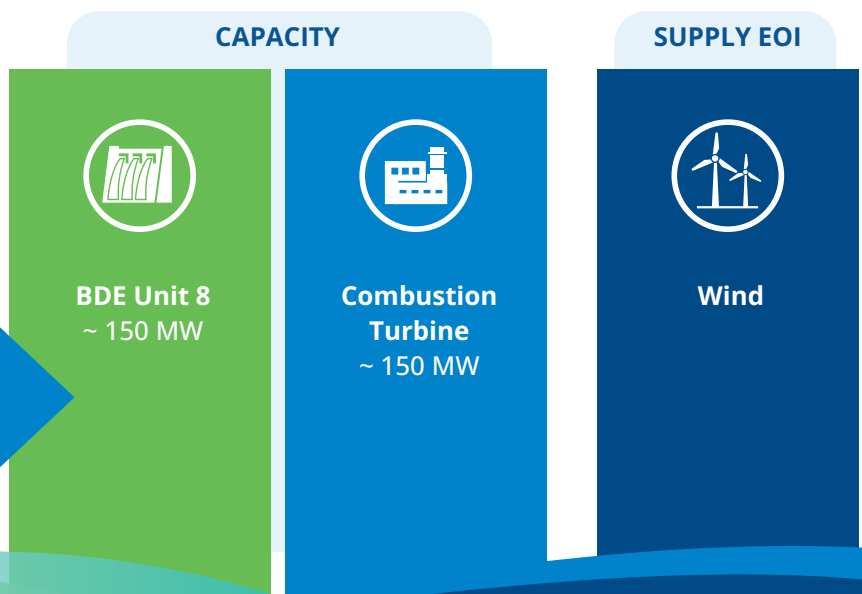 CAPACITY
SUPPLY EOI
BDE Unit 8
~ 150 MW
Combustion
Turbine
~ 150 MW
Wind